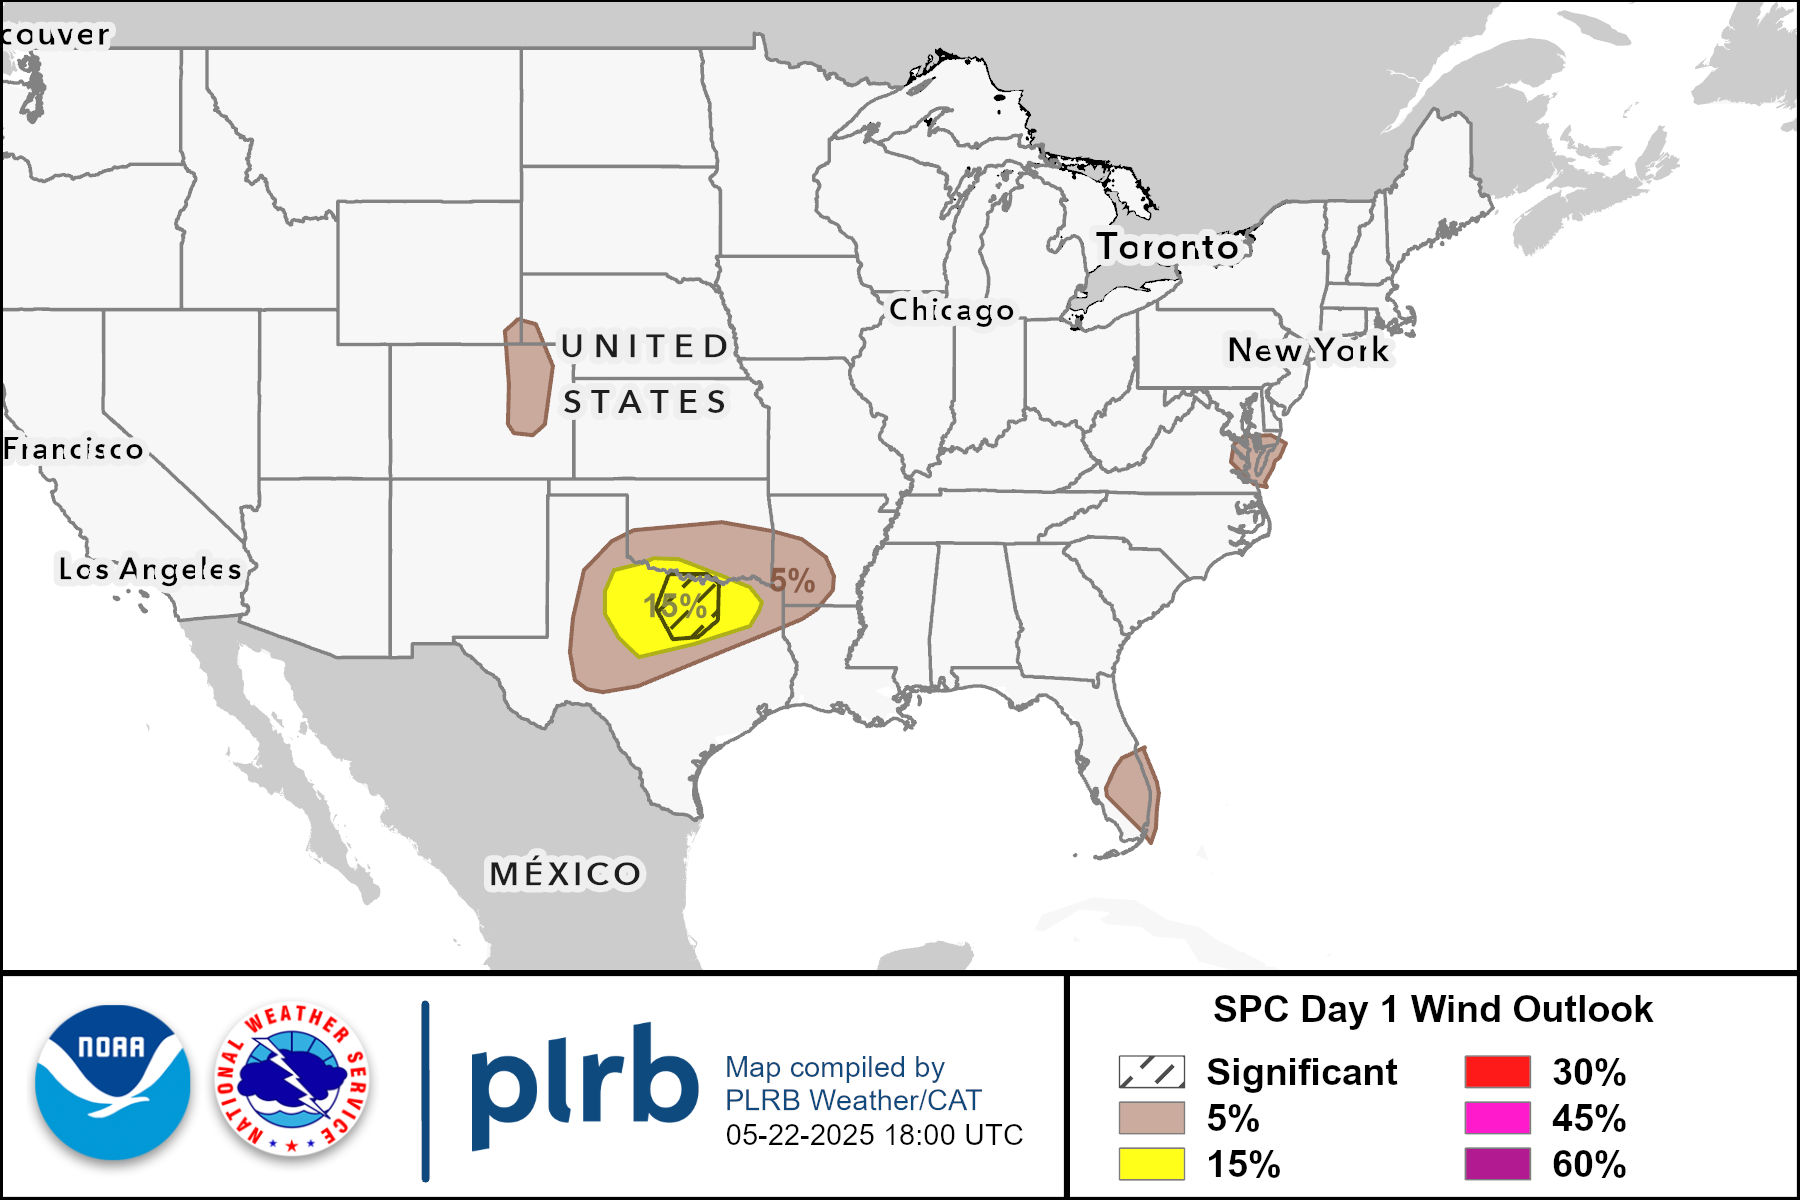 couver
Toronto
Chicago
UNITED
New York
STATES
Francisco
Los Angeles
5%
15%
MÉXICO
NOAA
NATIONAL WEATHER SERVICE
plrb
Map compiled by
PLRB Weather/CAT
05-22-2025 18:00 UTC
SPC Day 1 Wind Outlook
Significant
5%
15%
30%
45%
60%